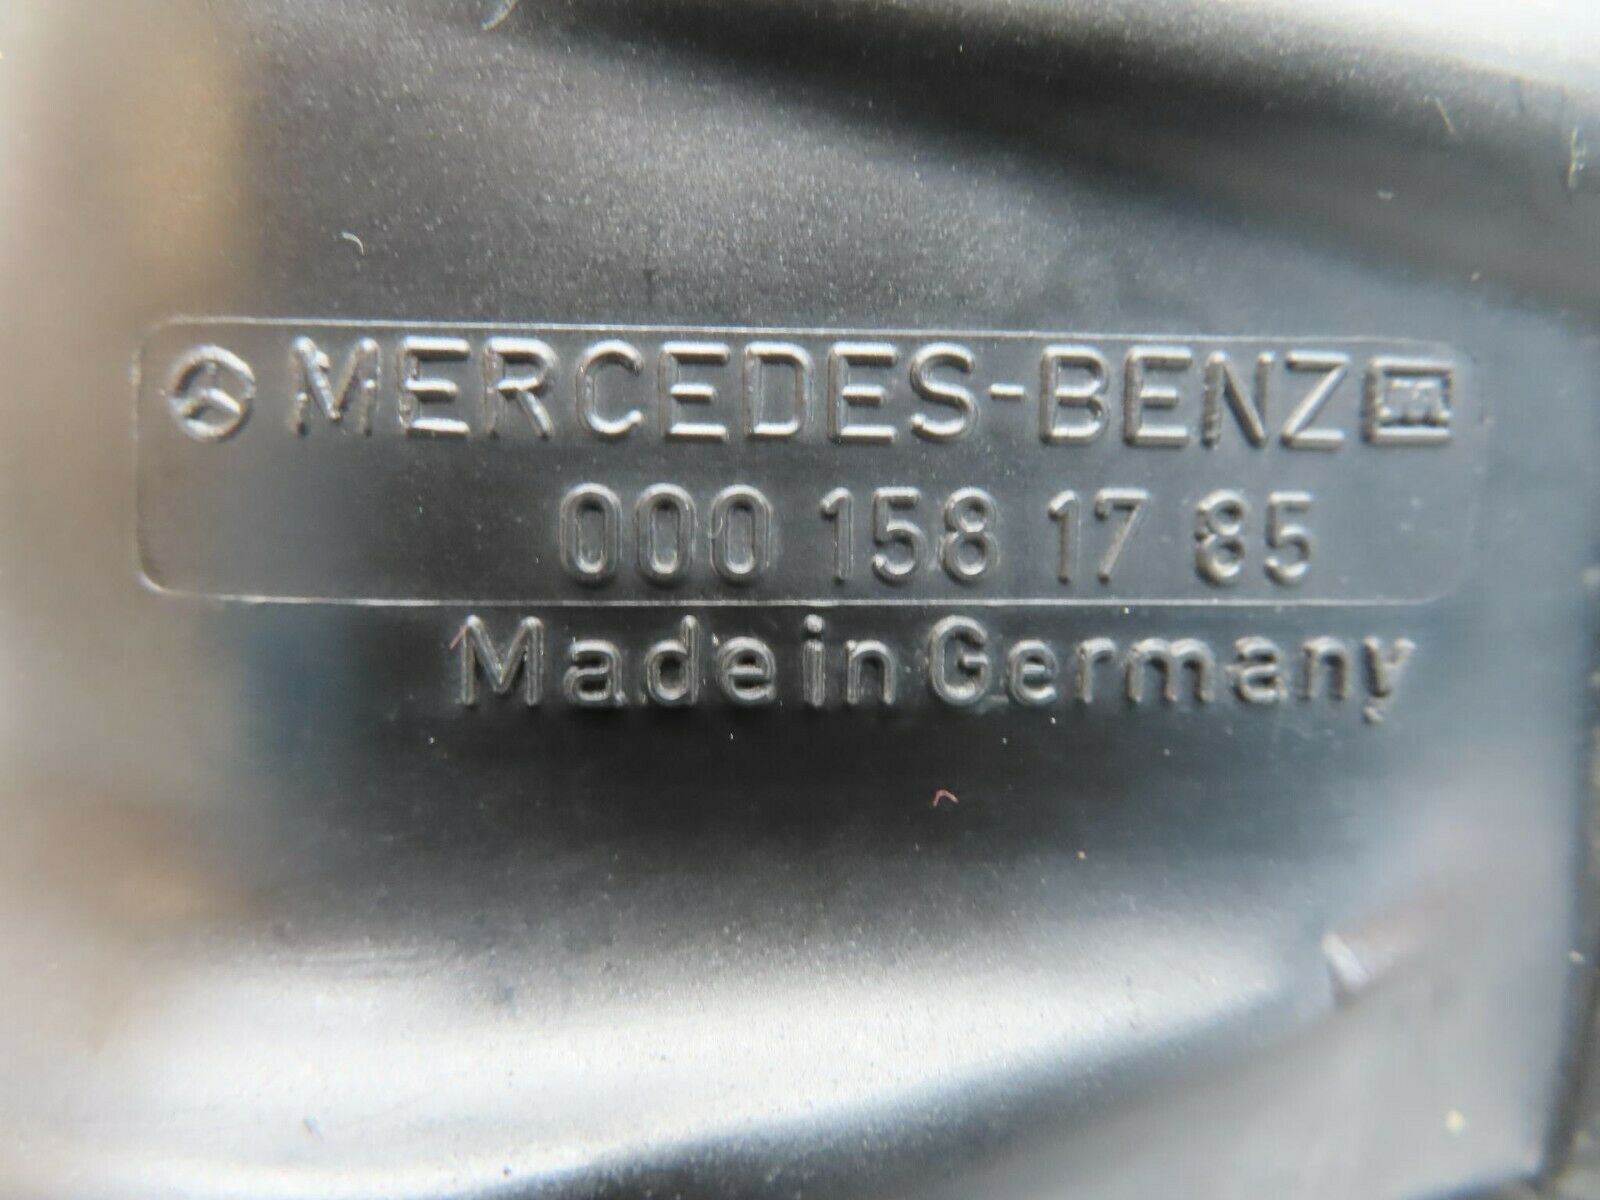 MERCEDES-BENZ
000 158 17 85
Made in Germany